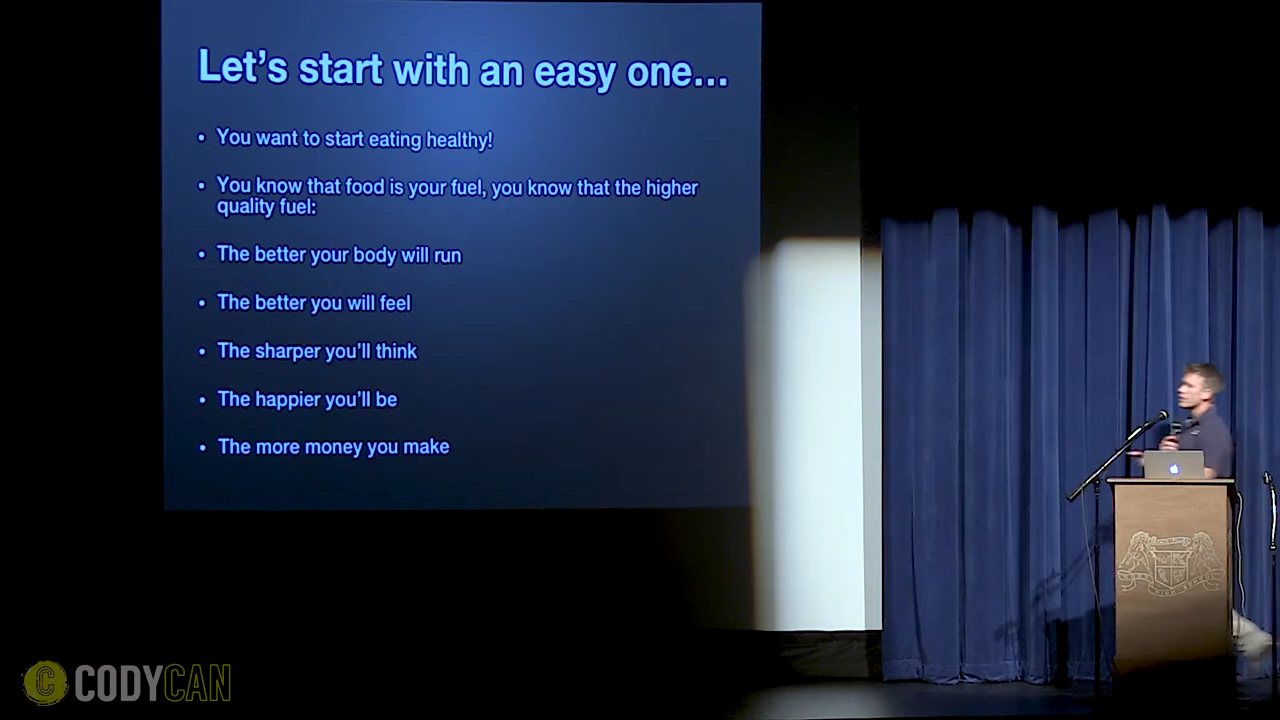 Let's start with an easy one...
• You want to start eating healthy!
• You know that food is your fuel, you know that the higher
quality fuel:
• The better your body will run
• The better you will feel
• The sharper you'll think
• The happier you'll be
• The more money you make
HIGH SCHOOL
C CODYCAN